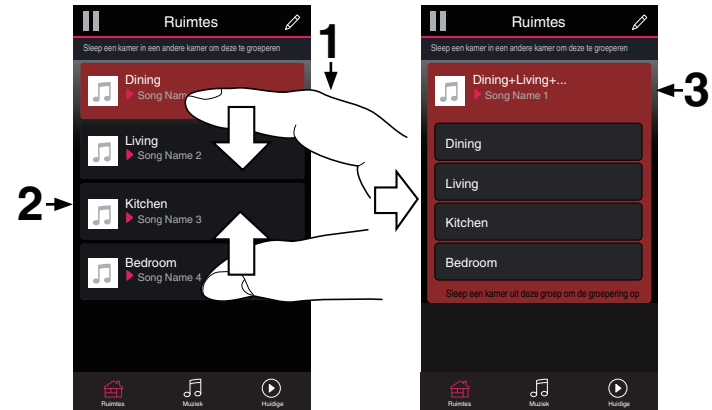 Ruimtes
Sleep een kamer in een andere kamer om deze te groeperen
1
Dining
Song Nam
Living
Song Name 2
2
Kitchen
Song Name 3
Bedroom
Song Name 4
Ruimtes
Muziek
Huidige
Ruimtes
Sleep een kamer in een andere kamer om deze te groeperen
Dining+Living+...
Song Name 1
3
Dining
Living
Kitchen
Bedroom
Sleep een kamer uit deze groep om de groepering op
Ruimtes
Muziek
Huidige